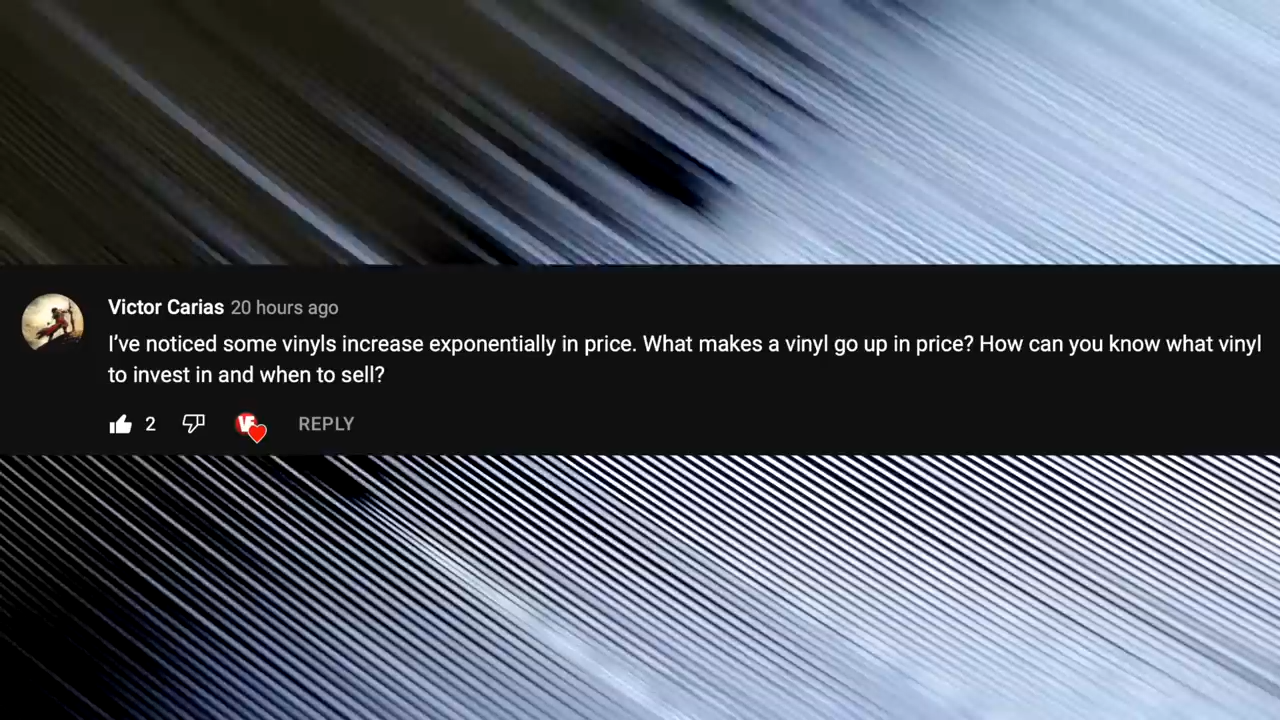 Victor Carias 20 hours ago
I've noticed some vinyls increase exponentially in price. What makes a vinyl go up in price? How can you know what vinyl
to invest in and when to sell?
2 REPLY